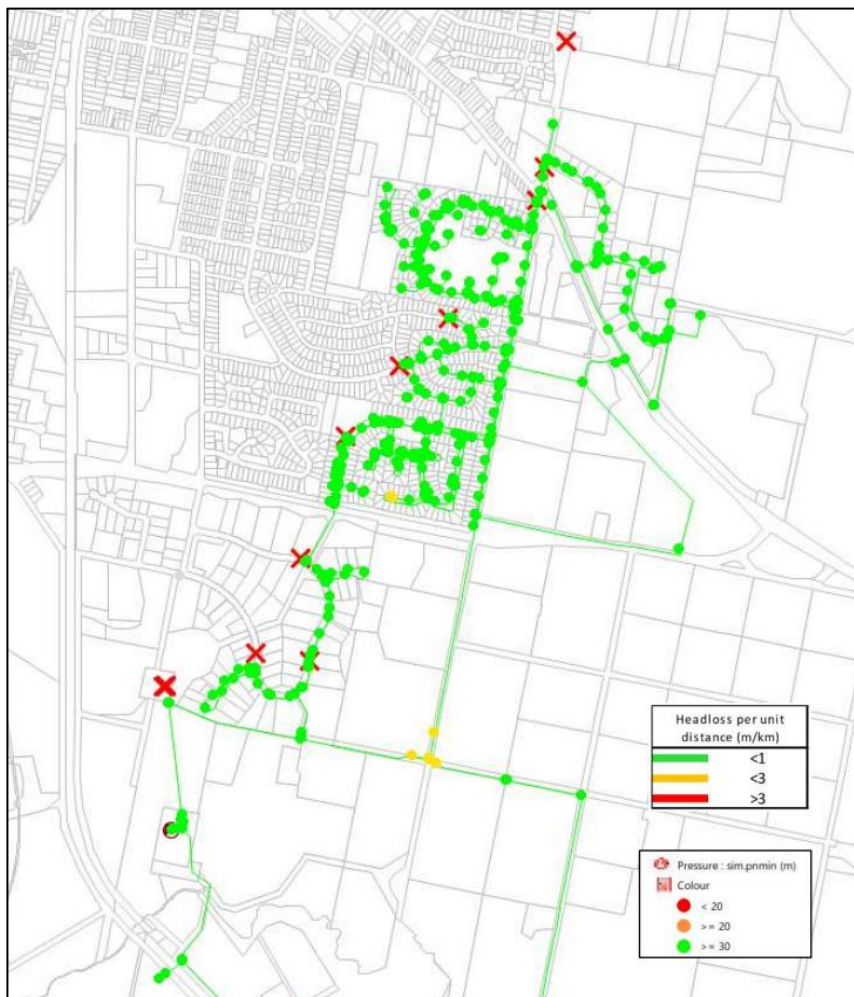 Headloss per unit
distance (m/km)
<1
<3
>3
Pressure : sim.pnmin (m)
Colour
< 20
>= 20
>= 30